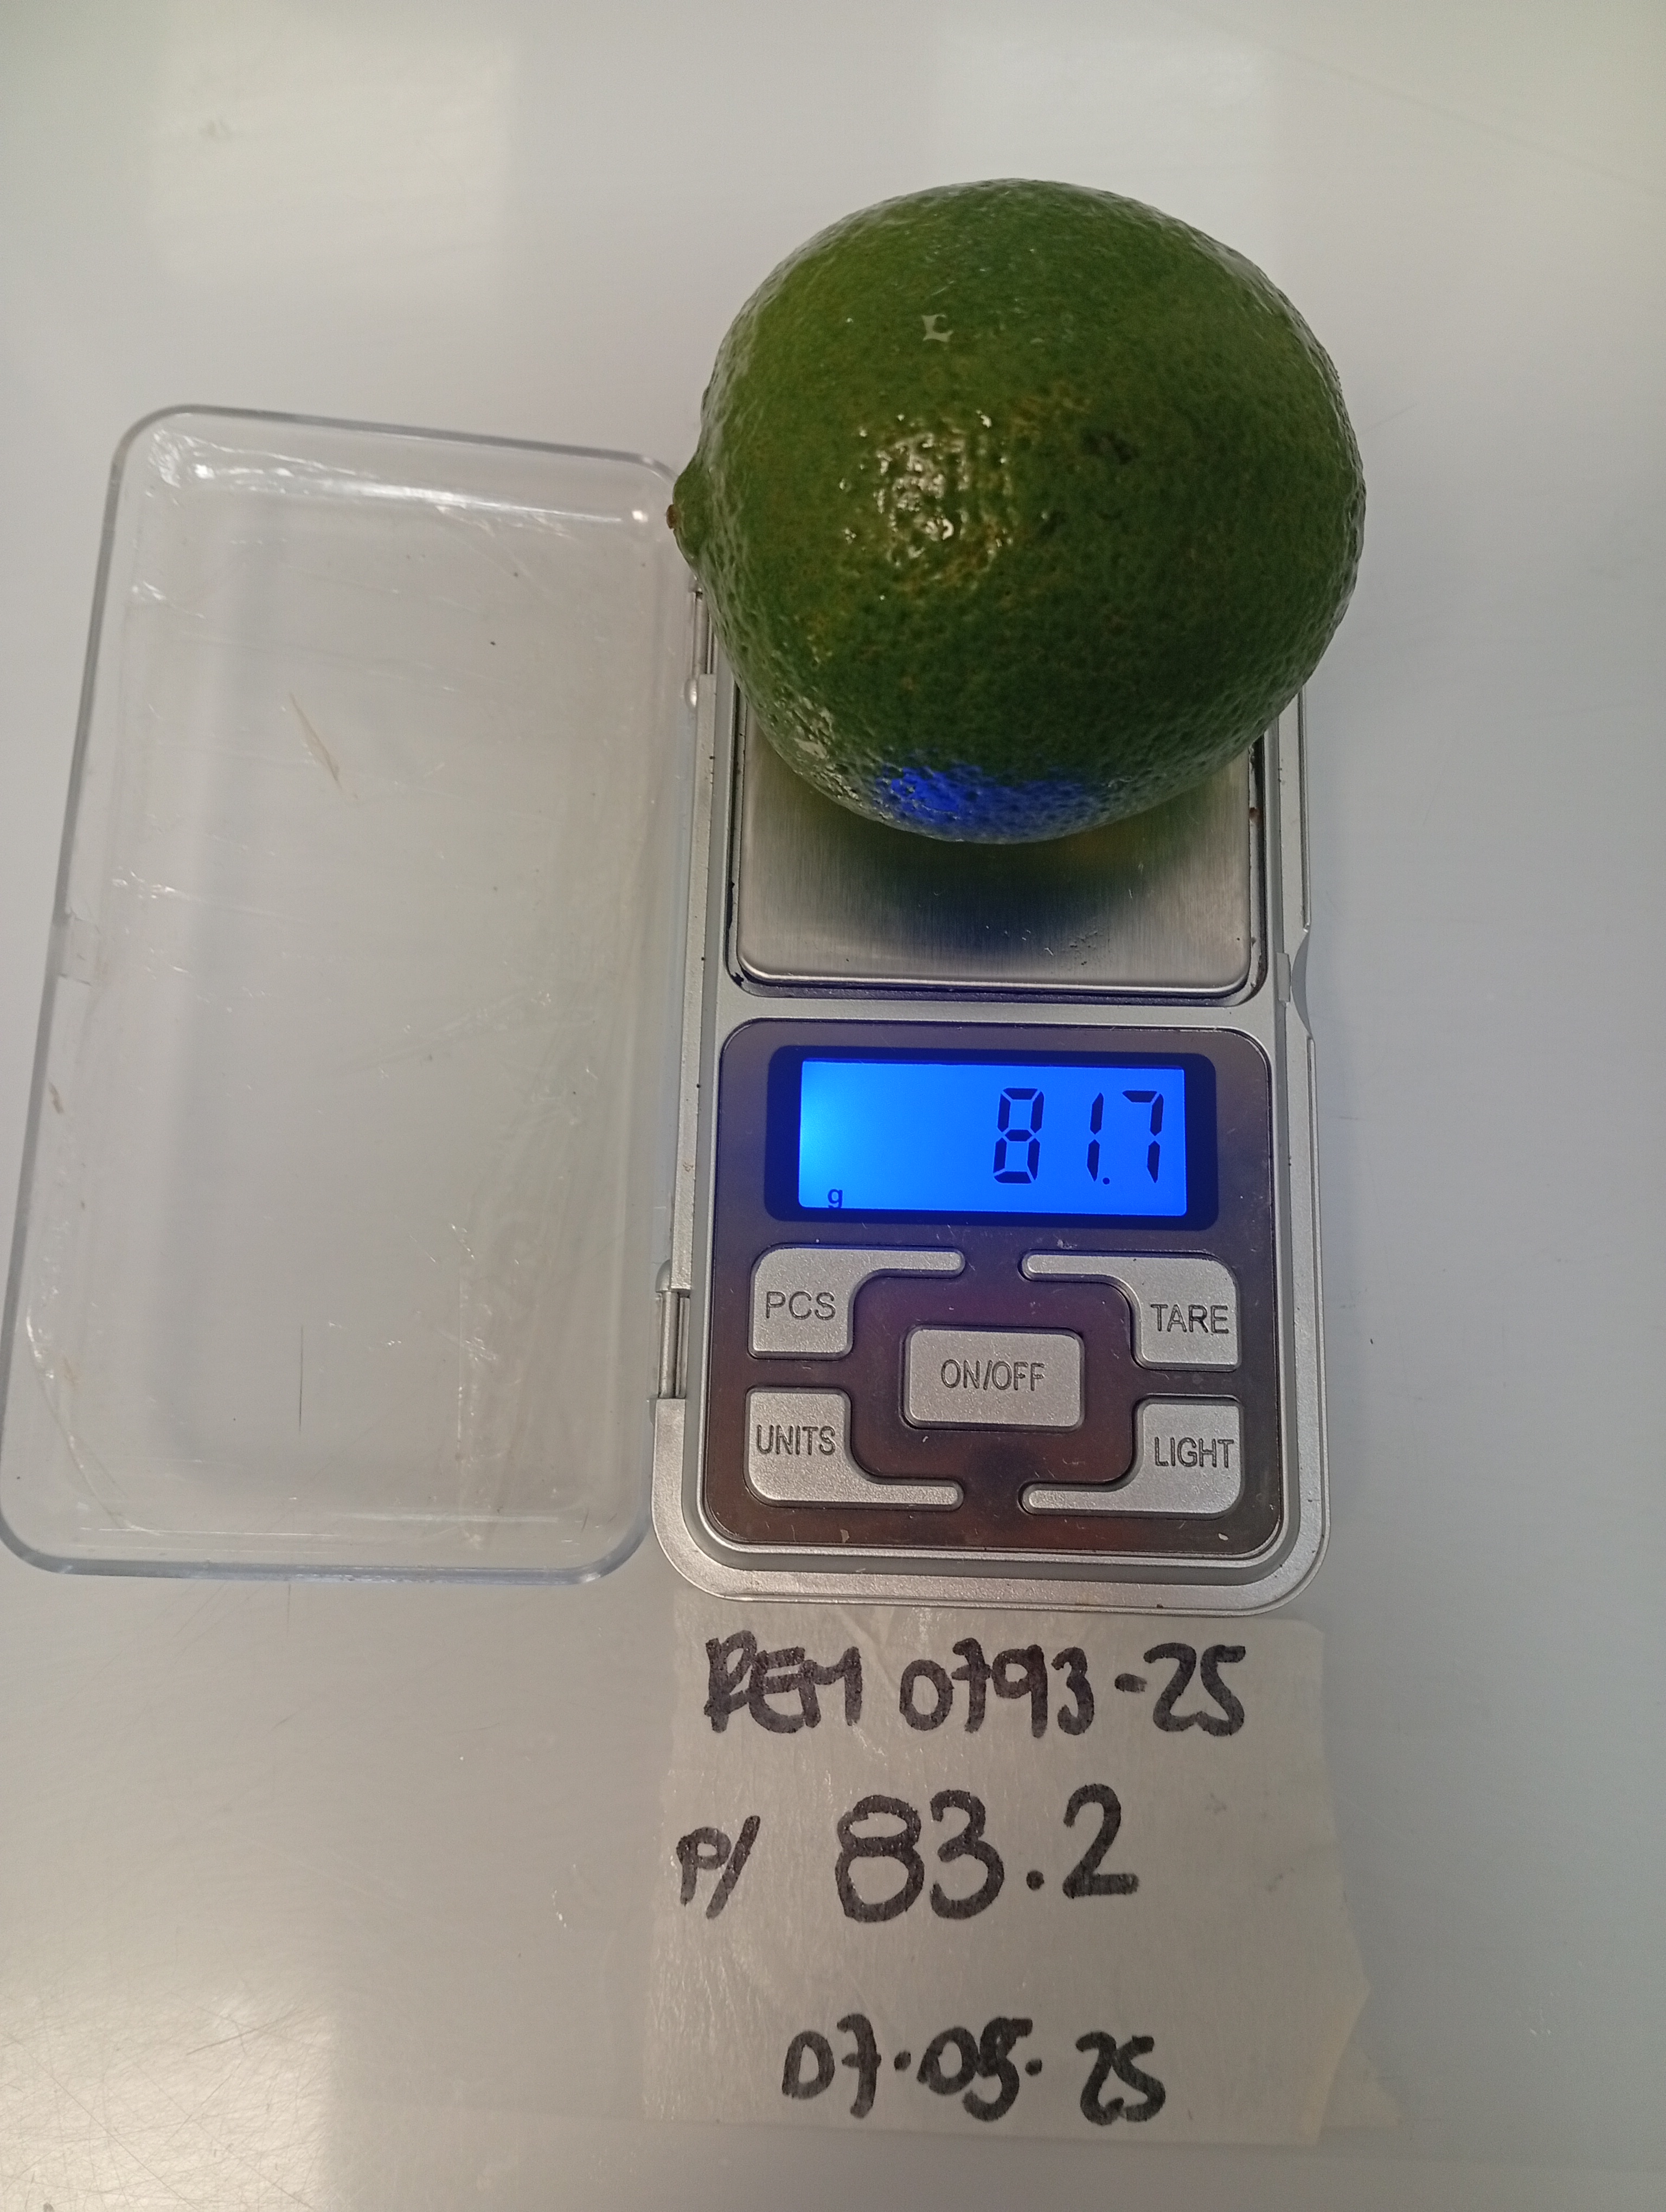 81.7
g
PCS
TARE
ON/OFF
UNITS
LIGHT
REM 0793-25
P/ 83.2
07.05.25